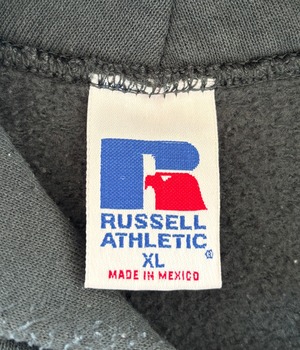 R
RUSSELL
ATHLETIC®
XL
MADE IN MEXICO